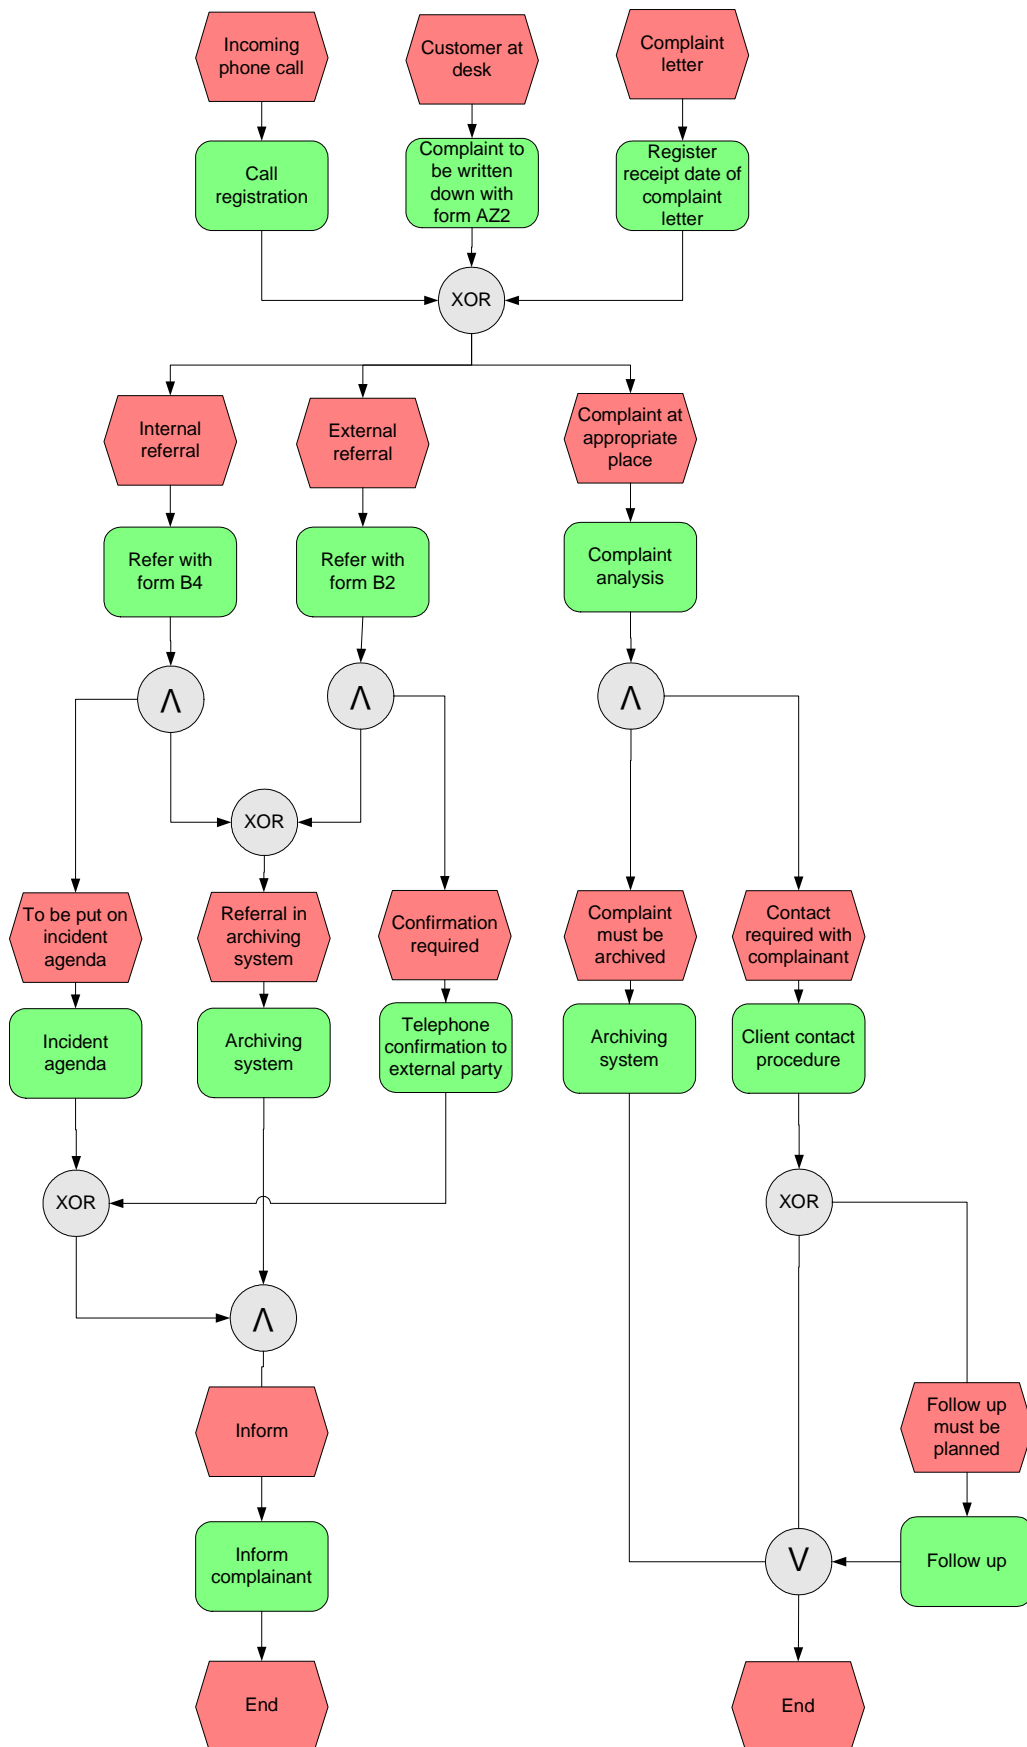 Incoming
phone call
Customer at
desk
Complaint
letter
Call
registration
Complaint to
be written
down with
form AZ2
Register
receipt date of
complaint
letter
XOR
Internal
referral
External
referral
Complaint at
appropriate
place
Refer with
form B4
Refer with
form B2
Complaint
analysis
Λ
Λ
Λ
XOR
To be put on
incident
agenda
Referral in
archiving
system
Confirmation
required
Complaint
must be
archived
Contact
required with
complainant
Incident
agenda
Archiving
system
Telephone
confirmation to
external party
Archiving
system
Client contact
procedure
XOR
XOR
Λ
Inform
Follow up
must be
planned
Inform
complainant
V
Follow up
End
End